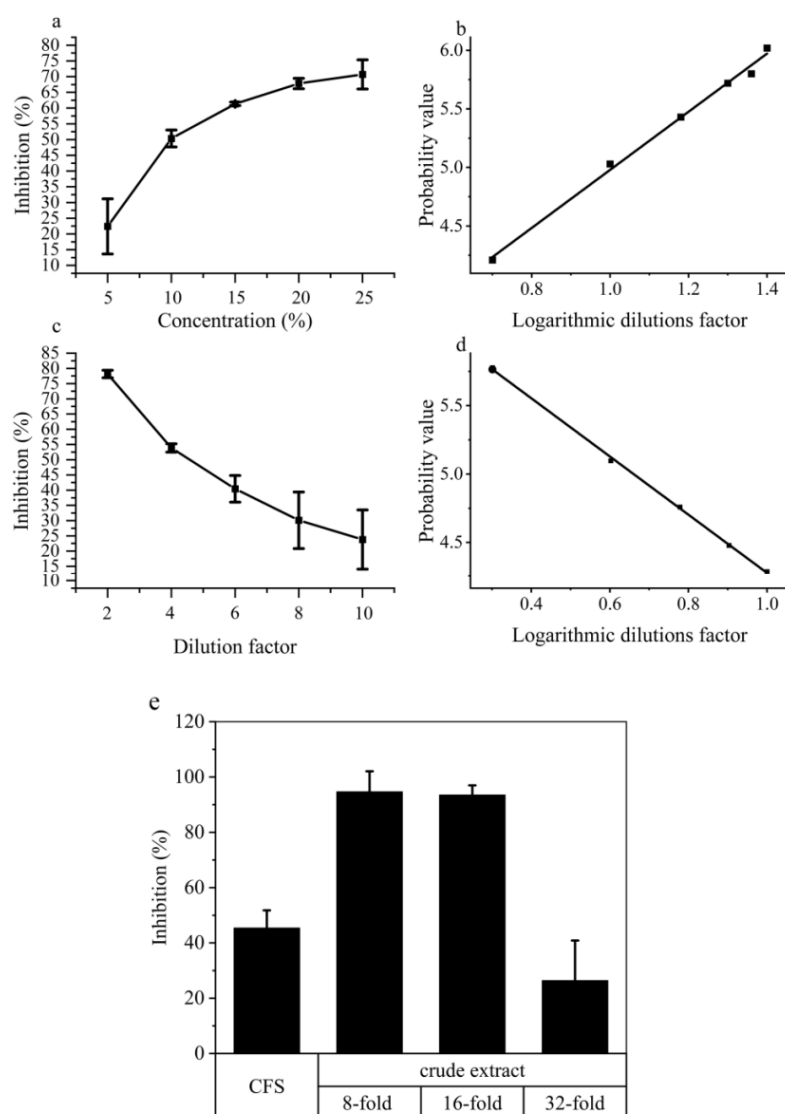 a
Inhibition (%)
80
75
70
65
60
55
50
45
40
35
30
25
20
15
10
5 10 15 20 25
Concentration (%)
b
Probability value
6.0
5.5
5.0
4.5
0.8 1.0 1.2 1.4
Logarithmic dilutions factor
c
Inhibition (%)
85
80
75
70
65
60
55
50
45
40
35
30
25
20
15
10
2 4 6 8 10
Dilution factor
d
Probability value
5.5
5.0
4.5
0.4 0.6 0.8 1.0
Logarithmic dilutions factor
e
Inhibition (%)
120
100
80
60
40
20
0
CFS
crude extract
8-fold 16-fold 32-fold